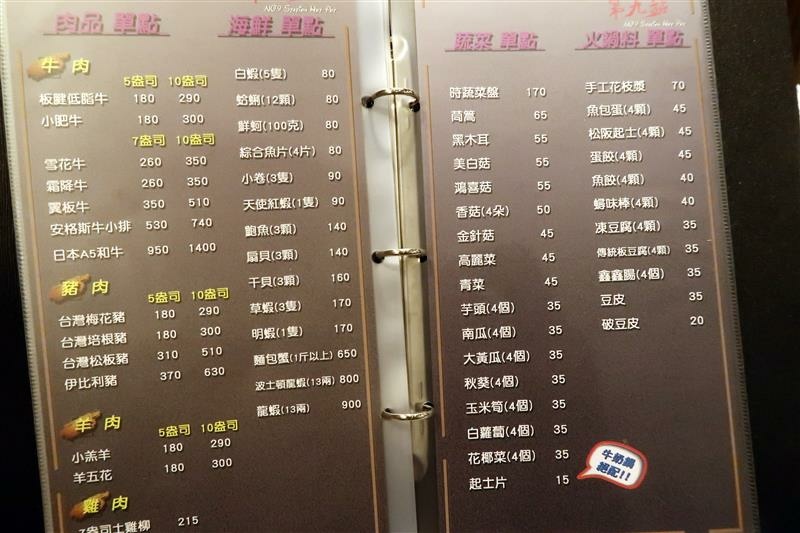 肉品 單點
牛肉
5盎司 10盎司
板腱低脂牛 180 290
小肥牛 180 300
7盎司 10盎司
雪花牛 260 350
霜降牛 260 350
翼板牛 350 510
安格斯牛小排 530 740
日本A5和牛 950 1400
豬肉
5盎司 10盎司
台灣梅花豬 180 290
台灣培根豬 180 300
台灣松板豬 310 510
伊比利豬 370 630
羊肉
5盎司 10盎司
小羔羊 180 290
羊五花 180 300
雞肉
7盎司土雞柳 215
海鮮 單點
白蝦(5隻) 80
蛤蜊(12顆) 80
鮮蚵(100克) 80
綜合魚片(4片) 80
小卷(3隻) 90
天使紅蝦(1隻) 90
鮑魚(3顆) 140
扇貝(3顆) 140
干貝(3顆) 160
草蝦(3隻) 170
明蝦(1隻) 170
麵包蟹(1斤以上) 650
波士頓龍蝦(13兩) 800
龍蝦(13兩) 900
蔬菜 單點
時蔬菜盤 170
茼蒿 65
黑木耳 55
美白菇 55
鴻喜菇 55
香菇(4朵) 50
金針菇 45
高麗菜 45
青菜 45
芋頭(4個) 35
南瓜(4個) 35
大黃瓜(4個) 35
秋葵(4個) 35
玉米筍(4個) 35
白蘿蔔(4個) 35
花椰菜(4個) 35
起士片 15
牛奶鍋
絕配!!
火鍋料 單點
手工花枝漿 70
魚包蛋(4顆) 45
松阪起士(4顆) 45
蛋餃(4顆) 45
魚餃(4顆) 40
蟳味棒(4顆) 40
凍豆腐(4顆) 35
傳統板豆腐(4顆) 35
鑫鑫腸(4個) 35
豆皮 35
破豆皮 20